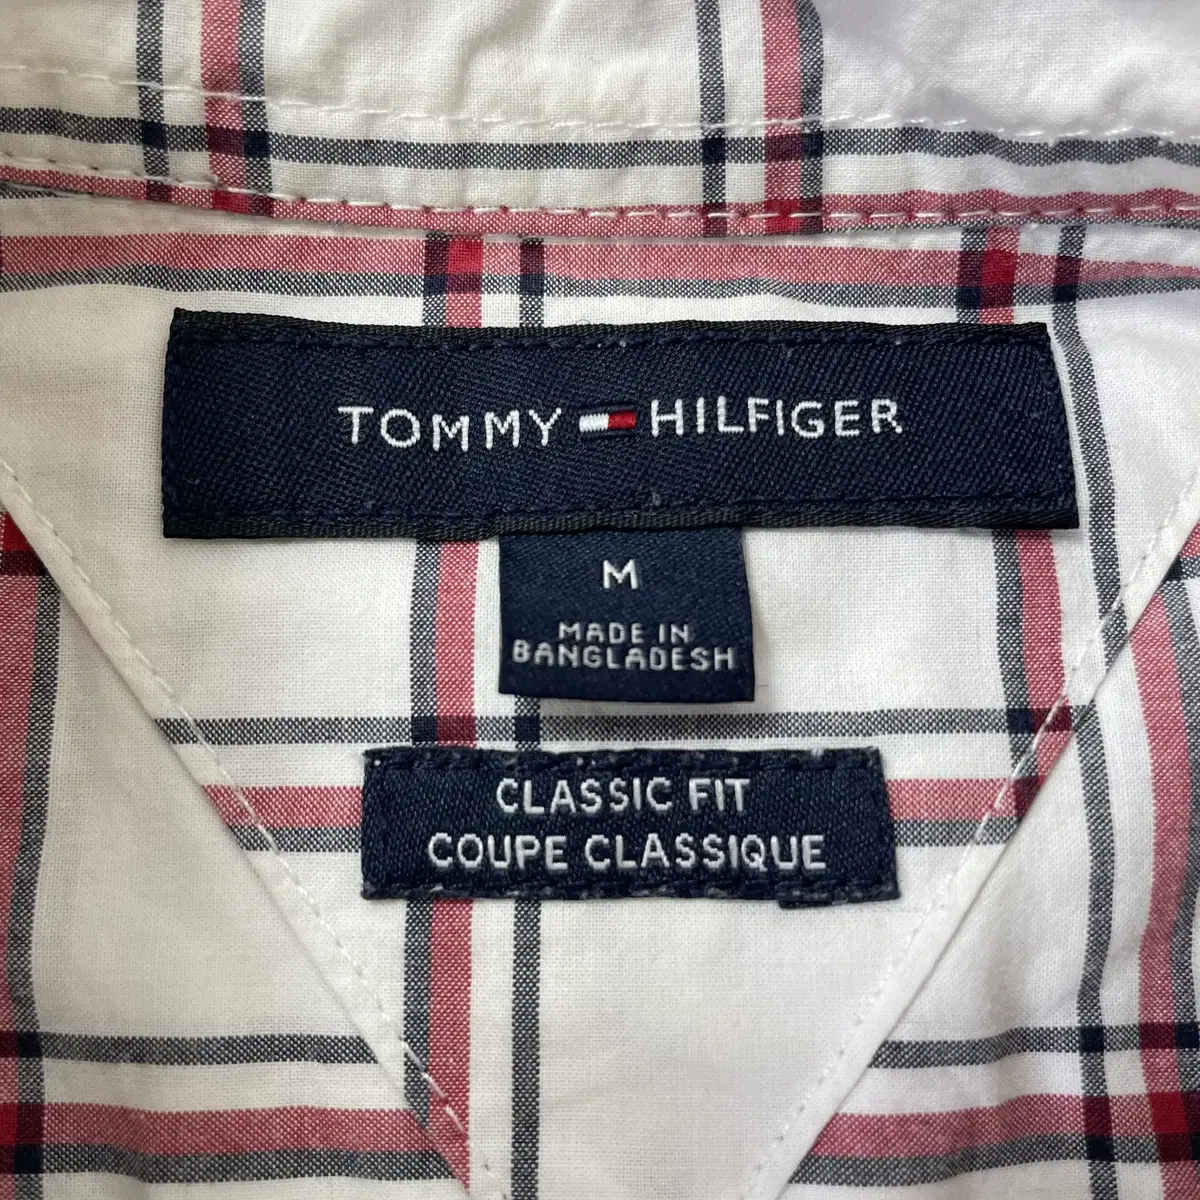 TOMMY HILFIGER
M
MADE IN
BANGLADESH
CLASSIC FIT
COUPE CLASSIQUE